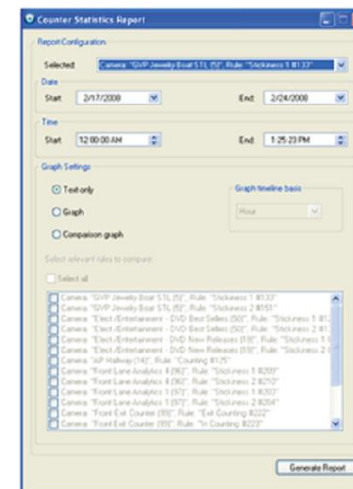 Counter Statistics Report
Report Configuration
Selected: Camera: "GVP Jewelry Boat STL (5)", Rule: "Stickiness 1 #133"
Date
Start: 2/17/2008 End: 2/24/2008
Time
Start: 12:00:00 AM End: 1:25:23 PM
Graph Settings
Text only
Graph
Comparison graph
Graph timeline basis
Hour
Select relevant rules to compare:
Select all
Camera: "GVP Jewelry Boat STL (5)", Rule: "Stickiness 1 #133"
Camera: "GVP Jewelry Boat STL (5)", Rule: "Stickiness 2 #151"
Camera: "Elect /Entertainment - DVD Best Sellers (50)", Rule: "Stickiness 1 #1
Camera: "Elect /Entertainment - DVD Best Sellers (50)", Rule: "Stickiness 2 #1
Camera: "Elect /Entertainment - DVD New Releases (19)", Rule: "Stickiness 1
Camera: "Elect /Entertainment - DVD New Releases (19)", Rule: "Stickiness 2
Camera: "AP Hallway (14)", Rule: "Counting #125"
Camera: "Front Lane Analytics 4 (96)", Rule: "Stickiness 1 #209"
Camera: "Front Lane Analytics 4 (96)", Rule: "Stickiness 2 #210"
Camera: "Front Lane Analytics 1 (97)", Rule: "Stickiness 1 #203"
Camera: "Front Lane Analytics 1 (97)", Rule: "Stickiness 2 #204"
Camera: "Front Exit Counter (99)", Rule: "Exit Counting #222"
Camera: "Front Exit Counter (99)", Rule: "In Counting #223"
Generate Report